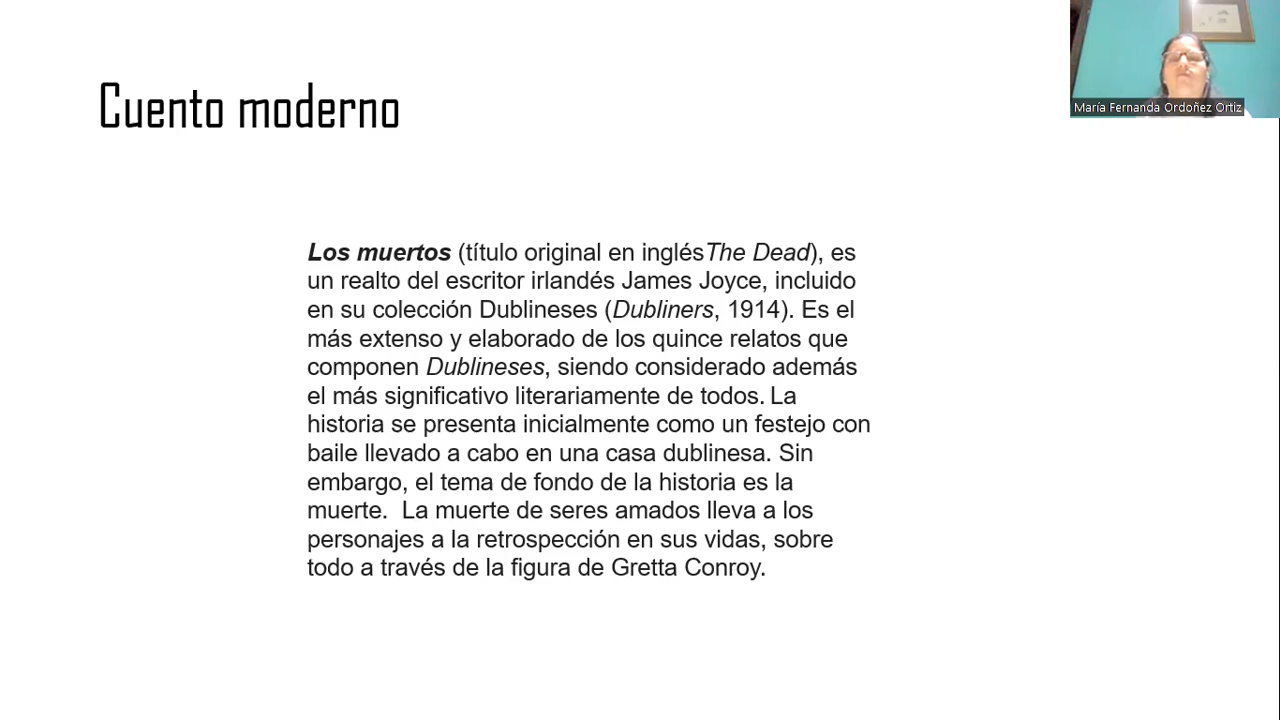 Cuento moderno
María Fernanda Ordoñez Ortiz
Los muertos (título original en inglésThe Dead), es
un realto del escritor irlandés James Joyce, incluido
en su colección Dublineses (Dubliners, 1914). Es el
más extenso y elaborado de los quince relatos que
componen Dublineses, siendo considerado además
el más significativo literariamente de todos. La
historia se presenta inicialmente como un festejo con
baile llevado a cabo en una casa dublinesa. Sin
embargo, el tema de fondo de la historia es la
muerte.  La muerte de seres amados lleva a los
personajes a la retrospección en sus vidas, sobre
todo a través de la figura de Gretta Conroy.